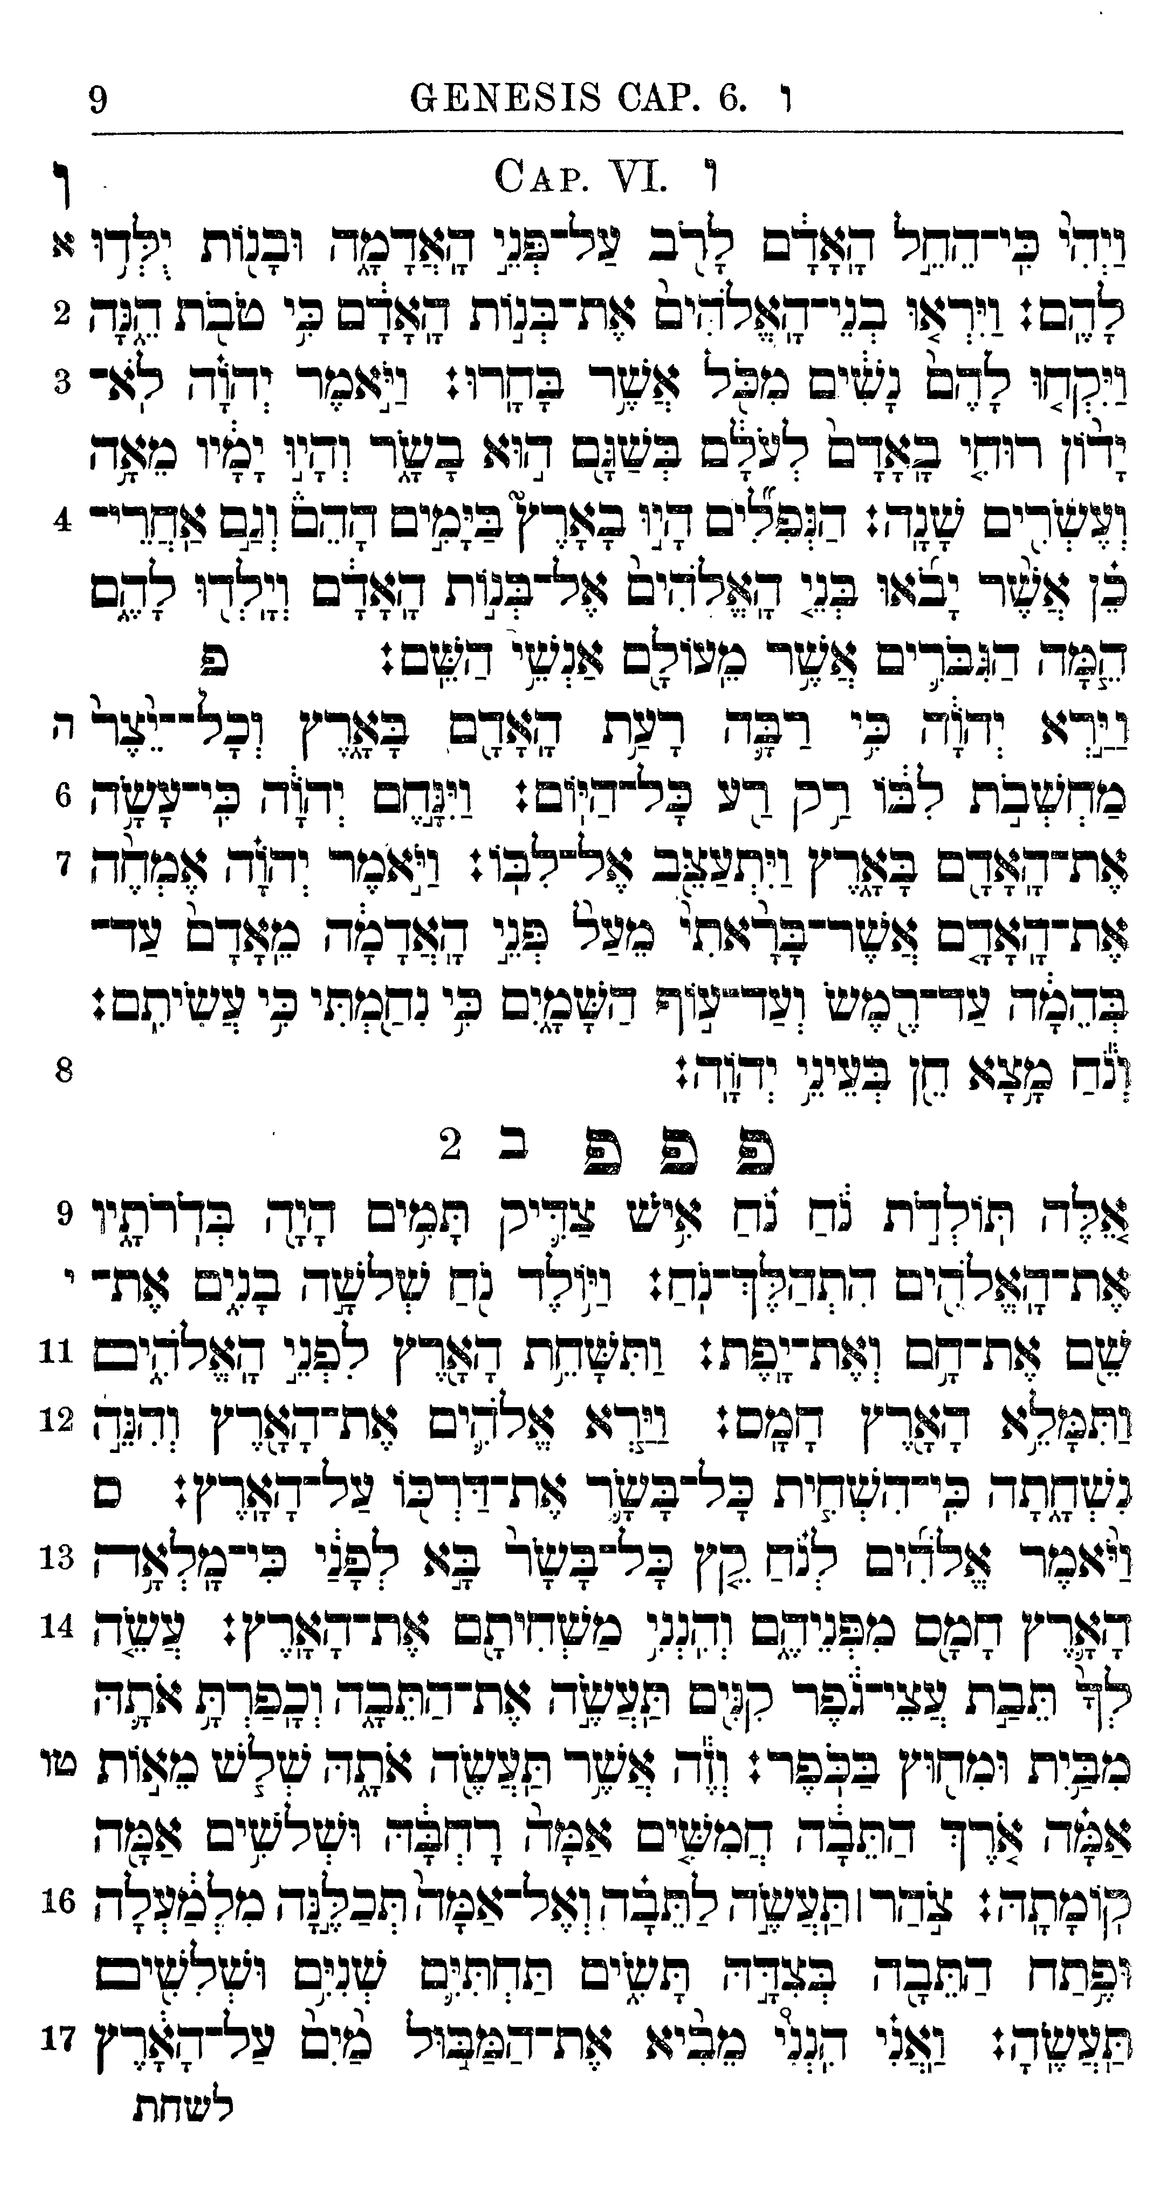 9 GENESIS CAP. 6. ו
ו CAP. VI. ו
א וַיְהִי֙ כִּֽי־הֵחֵ֣ל הָֽאָדָ֔ם לָרֹ֖ב עַל־פְּנֵ֣י הָֽאֲדָמָ֑ה וּבָנ֖וֹת יֻלְּד֥וּ
2 לָהֶֽם׃ וַיִּרְא֤וּ בְנֵי־הָֽאֱלֹהִים֙ אֶת־בְּנ֣וֹת הָֽאָדָ֔ם כִּ֥י טֹבֹ֖ת הֵ֑נָּה
3 וַיִּקְח֤וּ לָהֶם֙ נָשִׁ֔ים מִכֹּ֖ל אֲשֶׁ֥ר בָּחָֽרוּ׃ וַיֹּ֣אמֶר יְהוָ֗ה לֹֽא־
יָד֨וֹן רוּחִ֤י בָֽאָדָם֙ לְעֹלָ֔ם בְּשַׁגָּ֖ם ה֣וּא בָשָׂ֑ר וְהָי֣וּ יָמָ֔יו מֵאָ֥ה
4 וְעֶשְׂרִ֖ים שָׁנָֽה׃ הַנְּפִלִ֞ים הָי֣וּ בָאָרֶץ֮ בַּיָּמִ֣ים הָהֵם֒ וְגַ֣ם אַֽחֲרֵי־
כֵ֗ן אֲשֶׁ֨ר יָבֹ֜אוּ בְּנֵ֤י הָֽאֱלֹהִים֙ אֶל־בְּנ֣וֹת הָֽאָדָ֔ם וְיָֽלְד֖וּ לָהֶ֑ם
הֵ֧מָּה הַגִּבֹּרִ֛ים אֲשֶׁ֥ר מֵֽעוֹלָ֖ם אַנְשֵׁ֥י הַשֵּֽׁם׃ פ
ה וַיַּ֣רְא יְהוָ֔ה כִּ֥י רַבָּ֛ה רָעַ֥ת הָֽאָדָ֖ם בָּאָ֑רֶץ וְכָל־יֵ֨צֶר֙
6 מַחְשְׁבֹ֣ת לִבּ֔וֹ רַ֥ק רַ֖ע כָּל־הַיּֽוֹם׃ וַיִּנָּ֣חֶם יְהוָ֔ה כִּֽי־עָשָׂ֥ה
7 אֶת־הָֽאָדָ֖ם בָּאָ֑רֶץ וַיִּתְעַצֵּ֖ב אֶל־לִבּֽוֹ׃ וַיֹּ֣אמֶר יְהוָ֗ה אֶמְחֶ֨ה
אֶת־הָֽאָדָ֤ם אֲשֶׁר־בָּרָ֨אתִי֙ מֵעַל֙ פְּנֵ֣י הָֽאֲדָמָ֔ה מֵֽאָדָם֙ עַד־
בְּהֵמָ֔ה עַד־רֶ֖מֶשׂ וְעַד־ע֣וֹף הַשָּׁמָ֑יִם כִּ֥י נִחַ֖מְתִּי כִּ֥י עֲשִׂיתִֽם׃
8 וְנֹ֕חַ מָ֥צָא חֵ֖ן בְּעֵינֵ֥י יְהוָֽה׃
פ פ פ ב 2
9 אֵ֚לֶּה תּֽוֹלְדֹ֣ת נֹ֔חַ נֹ֗חַ אִ֥ישׁ צַדִּ֛יק תָּמִ֥ים הָיָ֖ה בְּדֹֽרֹתָ֑יו
י אֶת־הָֽאֱלֹהִ֖ים הִתְהַלֶּךְ־נֹֽחַ׃ וַיּ֥וֹלֶד נֹ֖חַ שְׁלֹשָׁ֣ה בָנִ֑ים אֶת־
11 שֵׁ֖ם אֶת־חָ֥ם וְאֶת־יָֽפֶת׃ וַתִּשָּׁחֵ֥ת הָאָ֖רֶץ לִפְנֵ֣י הָֽאֱלֹהִ֑ים
12 וַתִּמָּלֵ֥א הָאָ֖רֶץ חָמָֽס׃ וַיַּ֧רְא אֱלֹהִ֛ים אֶת־הָאָ֖רֶץ וְהִנֵּ֣ה
נִשְׁחָ֑תָה כִּֽי־הִשְׁחִ֧ית כָּל־בָּשָׂ֛ר אֶת־דַּרְכּ֖וֹ עַל־הָאָֽרֶץ׃ ס
13 וַיֹּ֨אמֶר אֱלֹהִ֜ים לְנֹ֗חַ קֵ֤ץ כָּל־בָּשָׂר֙ בָּ֣א לְפָנַ֔י כִּֽי־מָֽלְאָ֥ה
14 הָאָ֛רֶץ חָמָ֖ס מִפְּנֵיהֶ֑ם וְהִֽנְנִ֥י מַשְׁחִיתָ֖ם אֶת־הָאָֽרֶץ׃ עֲשֵׂ֤ה
לְךָ֙ תֵּבַ֣ת עֲצֵי־גֹ֔פֶר קִנִּ֖ים תַּֽעֲשֶׂ֣ה אֶת־הַתֵּבָ֑ה וְכָֽפַרְתָּ֥ אֹתָ֛הּ
טו מִבַּ֥יִת וּמִח֖וּץ בַּכֹּֽפֶר׃ וְזֶ֕ה אֲשֶׁ֥ר תַּֽעֲשֶׂ֖ה אֹתָ֑הּ שְׁלֹ֧שׁ מֵא֣וֹת
אַמָּ֗ה אֹ֚רֶךְ הַתֵּבָ֔ה חֲמִשִּׁ֤ים אַמָּה֙ רָחְבָּ֔הּ וּשְׁלֹשִׁ֥ים אַמָּ֖ה
16 קֽוֹמָתָֽהּ׃ צֹ֣הַר׀ תַּֽעֲשֶׂ֣ה לַתֵּבָ֗ה וְאֶל־אַמָּה֙ תְּכַלֶּ֣נָּה מִלְמַ֔עְלָה
וּפֶ֥תַח הַתֵּבָ֖ה בְּצִדָּ֣הּ תָּשִׂ֑ים תַּחְתִּיִּ֛ם שְׁנִיִּ֥ם וּשְׁלִשִׁ֖ים
17 תַּֽעֲשֶֽׂהָ׃ וַֽאֲנִ֗י הִֽנְנִי֩ מֵבִ֨יא אֶת־הַמַּבּ֥וּל מַ֨יִם֙ עַל־הָאָ֔רֶץ
לשחת